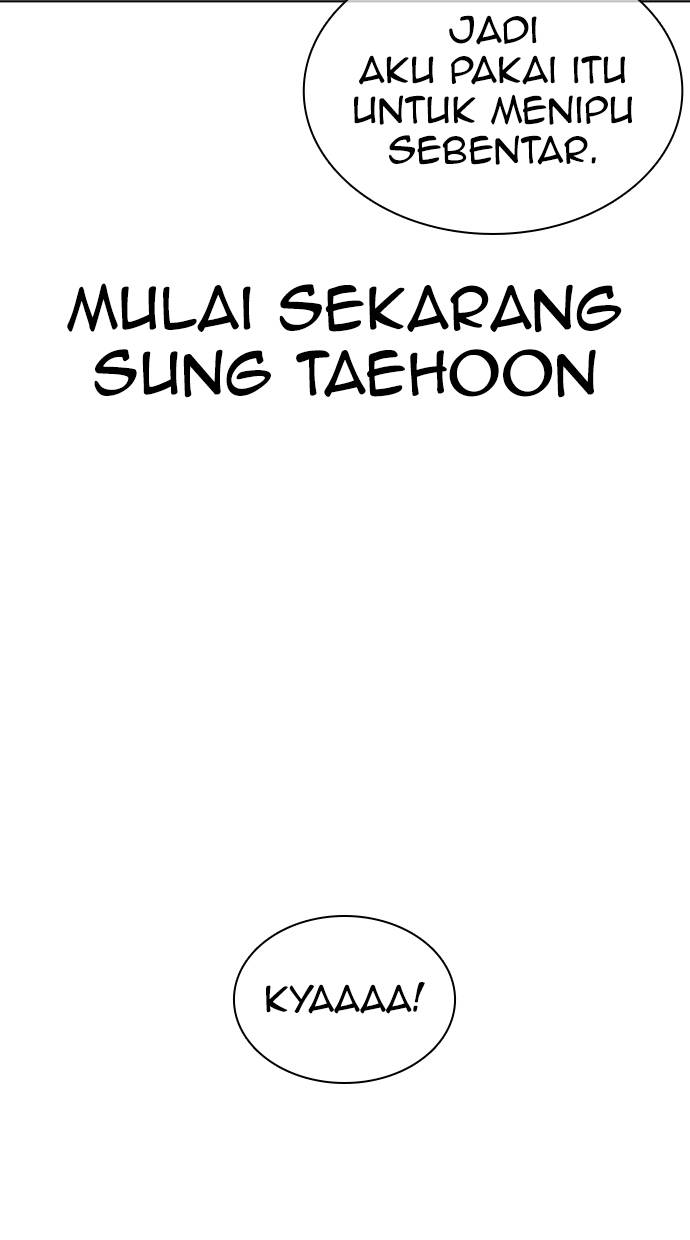 JADI
AKU PAKAI ITU
UNTUK MENIPU
SEBENTAR.
MULAI SEKARANG
SUNG TAEHOON
KYAAAA!